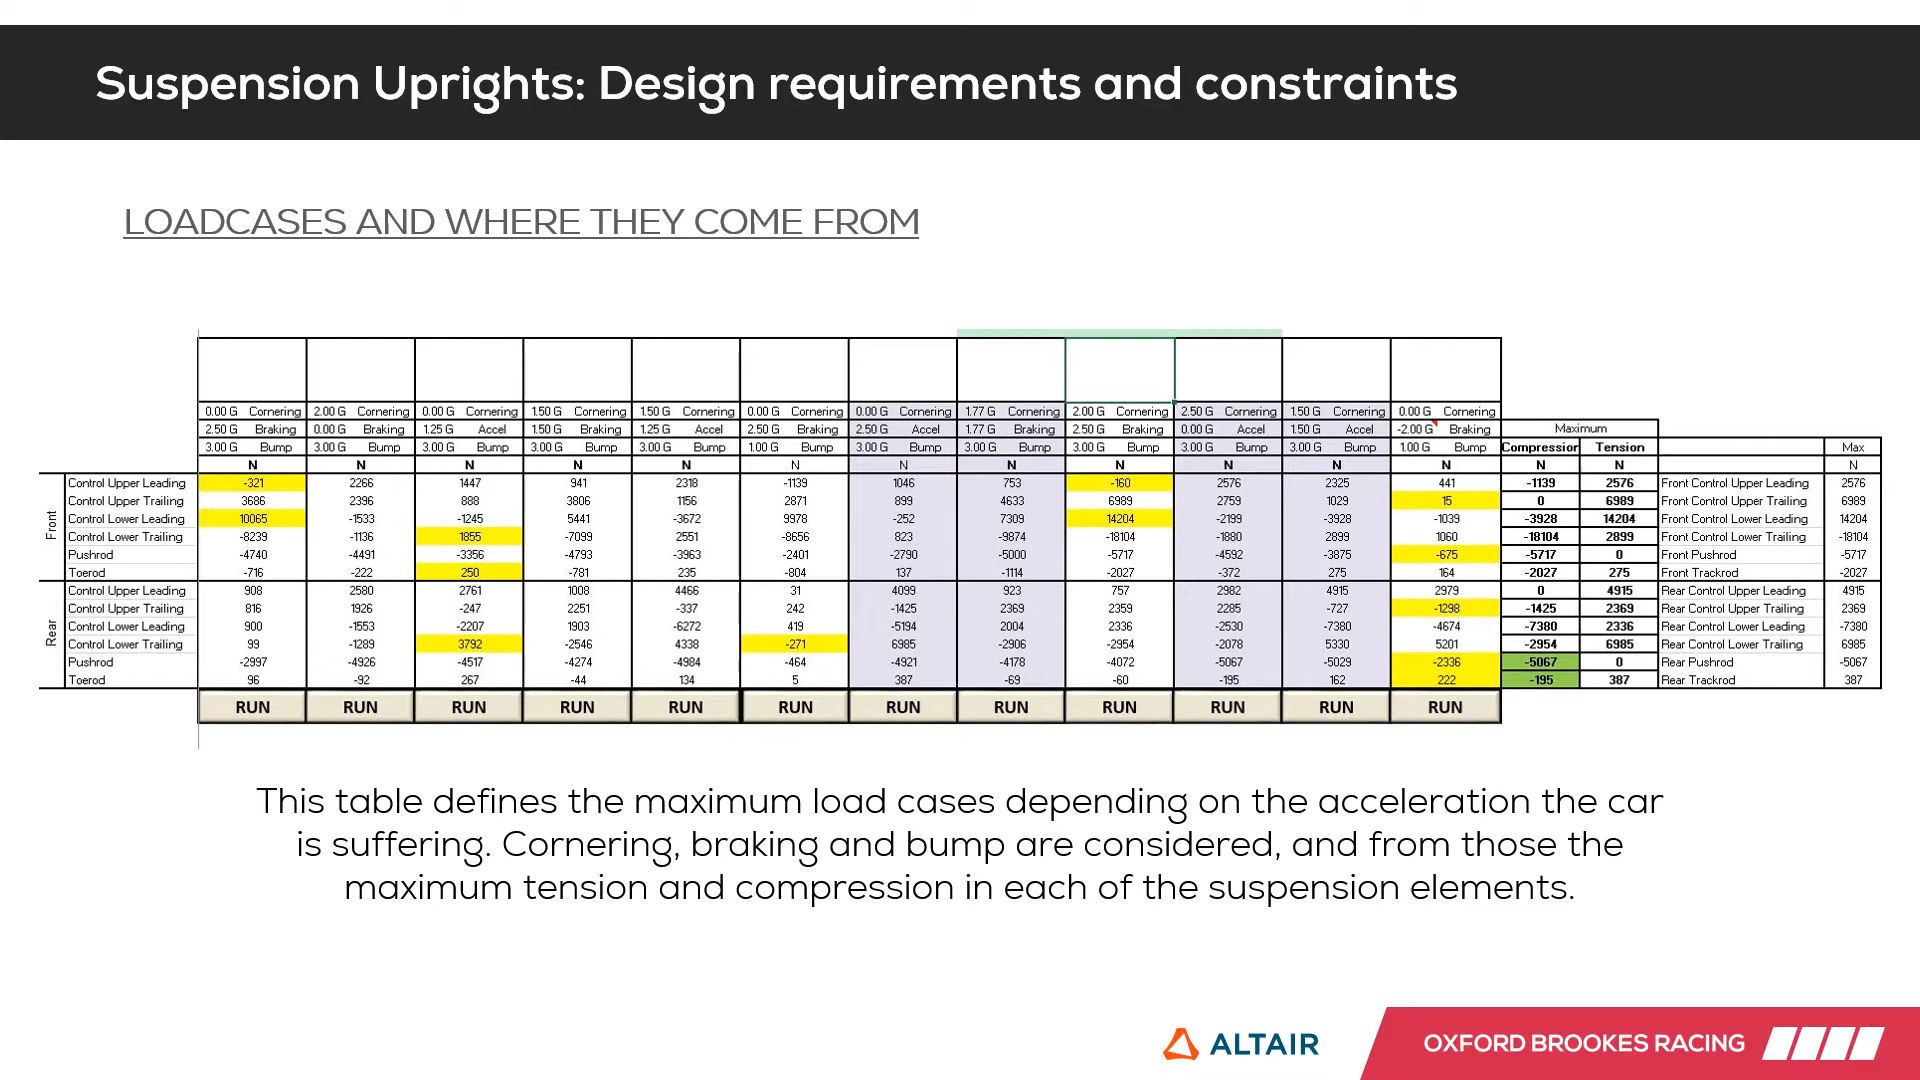 Suspension Uprights: Design requirements and constraints
LOADCASES AND WHERE THEY COME FROM
0.00 G Cornering 2.00 G Cornering 0.00 G Cornering 1.50 G Cornering 1.50 G Cornering 0.00 G Cornering 0.00 G Cornering 1.77 G Cornering 2.00 G Cornering 2.50 G Cornering 1.50 G Cornering 0.00 G Cornering
2.50 G Braking 0.00 G Braking 1.25 G Accel 1.50 G Braking 1.25 G Accel 2.50 G Braking 2.50 G Accel 1.77 G Braking 2.50 G Braking 0.00 G Accel 1.50 G Accel -2.00 G Braking Maximum
3.00 G Bump 3.00 G Bump 3.00 G Bump 3.00 G Bump 3.00 G Bump 1.00 G Bump 3.00 G Bump 3.00 G Bump 3.00 G Bump 3.00 G Bump 3.00 G Bump 1.00 G Bump Compression Tension Max
N N N N N N N N N N N N N N N
Front
Control Upper Leading -321 2266 1447 941 2318 -1139 1046 753 -160 2576 2325 441 -1139 2576 Front Control Upper Leading 2576
Control Upper Trailing 3686 2396 888 3806 1156 2871 899 4633 6989 2759 1029 15 0 6989 Front Control Upper Trailing 6989
Control Lower Leading 10065 -1533 -1245 5441 -3672 9978 -252 7309 14204 -2199 -3928 -1039 -3928 14204 Front Control Lower Leading 14204
Control Lower Trailing -8239 -1136 1855 -7099 2551 -8656 823 -9874 -18104 -1880 2899 1060 -18104 2899 Front Control Lower Trailing -18104
Pushrod -4740 -4491 -3356 -4793 -3963 -2401 -2790 -5000 -5717 -4592 -3875 -675 -5717 0 Front Pushrod -5717
Toerod -716 -222 250 -781 235 -804 137 -1114 -2027 -372 275 164 -2027 275 Front Trackrod -2027
Rear
Control Upper Leading 908 2580 2761 1008 4466 31 4099 923 757 2982 4915 2979 0 4915 Rear Control Upper Leading 4915
Control Upper Trailing 816 1926 -247 2251 -337 242 -1425 2369 2359 2285 -727 -1298 -1425 2369 Rear Control Upper Trailing 2369
Control Lower Leading 900 -1553 -2207 1903 -6272 419 -5194 2004 2336 -2530 -7380 -4674 -7380 2336 Rear Control Lower Leading -7380
Control Lower Trailing 99 -1289 3792 -2546 4338 -271 6985 -2906 -2954 -2078 5330 5201 -2954 6985 Rear Control Lower Trailing 6985
Pushrod -2997 -4926 -4517 -4274 -4984 -464 -4921 -4178 -4072 -5067 -5029 -2336 -5067 0 Rear Pushrod -5067
Toerod 96 -92 267 -44 134 5 387 -69 -60 -195 162 222 -195 387 Rear Trackrod 387
RUN RUN RUN RUN RUN RUN RUN RUN RUN RUN RUN RUN
This table defines the maximum load cases depending on the acceleration the car
is suffering. Cornering, braking and bump are considered, and from those the
maximum tension and compression in each of the suspension elements.
ALTAIR
OXFORD BROOKES RACING